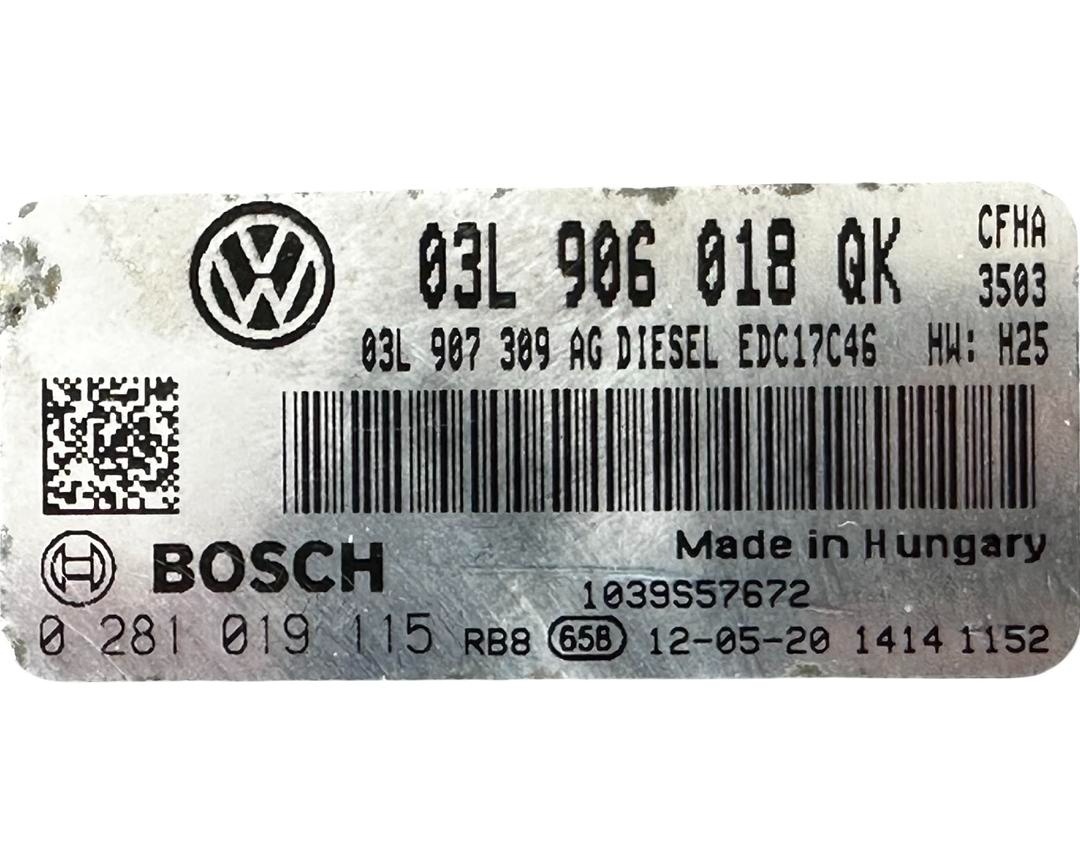 03L 906 018 QK
CFHA
3503
03L 907 309 AG DIESEL EDC17C46 HW: H25
BOSCH
Made in Hungary
1039S57672
0 281 019 115 RB8 65B 12-05-20 1414 1152